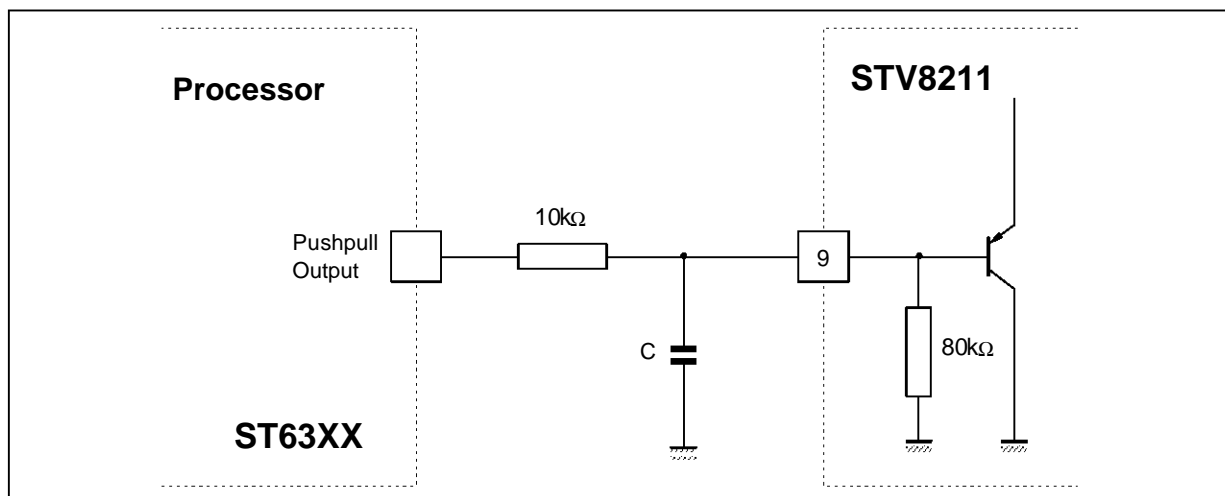 Processor
STV8211
10kΩ
Pushpull
Output
9
C
80kΩ
ST63XX